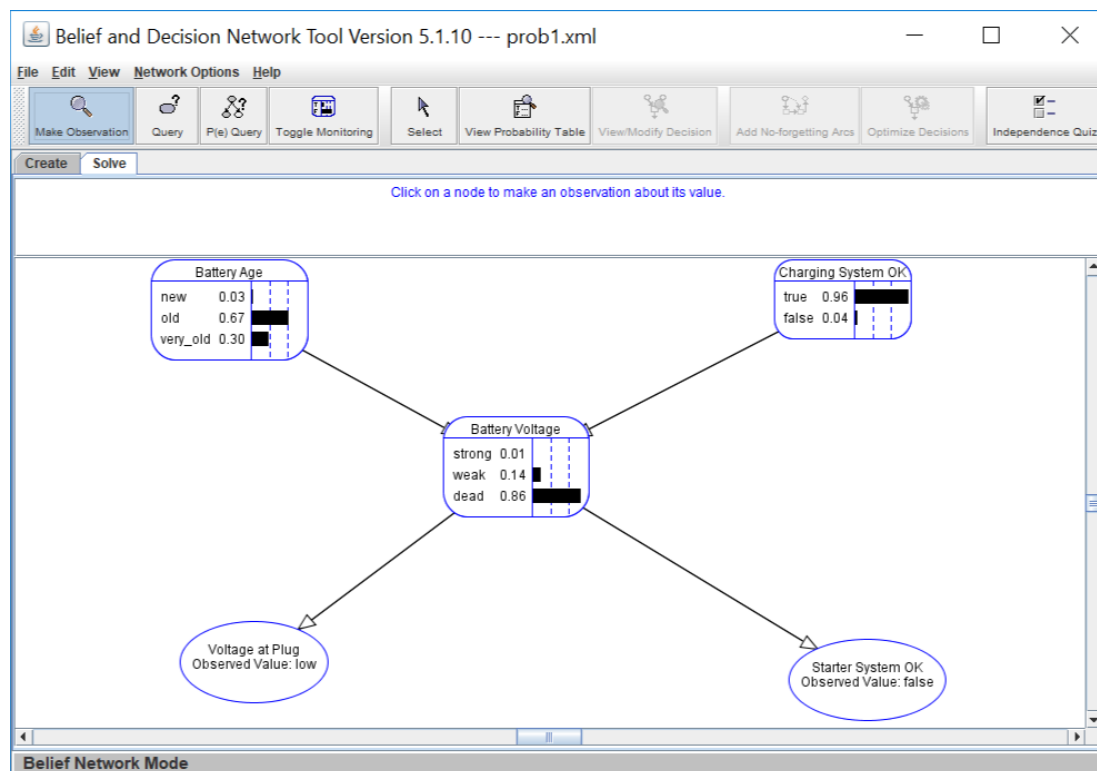 Belief and Decision Network Tool Version 5.1.10 --- prob1.xml
File Edit View Network Options Help
Make Observation Query P(e) Query Toggle Monitoring Select View Probability Table View/Modify Decision Add No-forgetting Arcs Optimize Decisions Independence Quiz
Create Solve
Click on a node to make an observation about its value.
Battery Age
new 0.03
old 0.67
very_old 0.30
Charging System OK
true 0.96
false 0.04
Battery Voltage
strong 0.01
weak 0.14
dead 0.86
Voltage at Plug
Observed Value: low
Starter System OK
Observed Value: false
Belief Network Mode